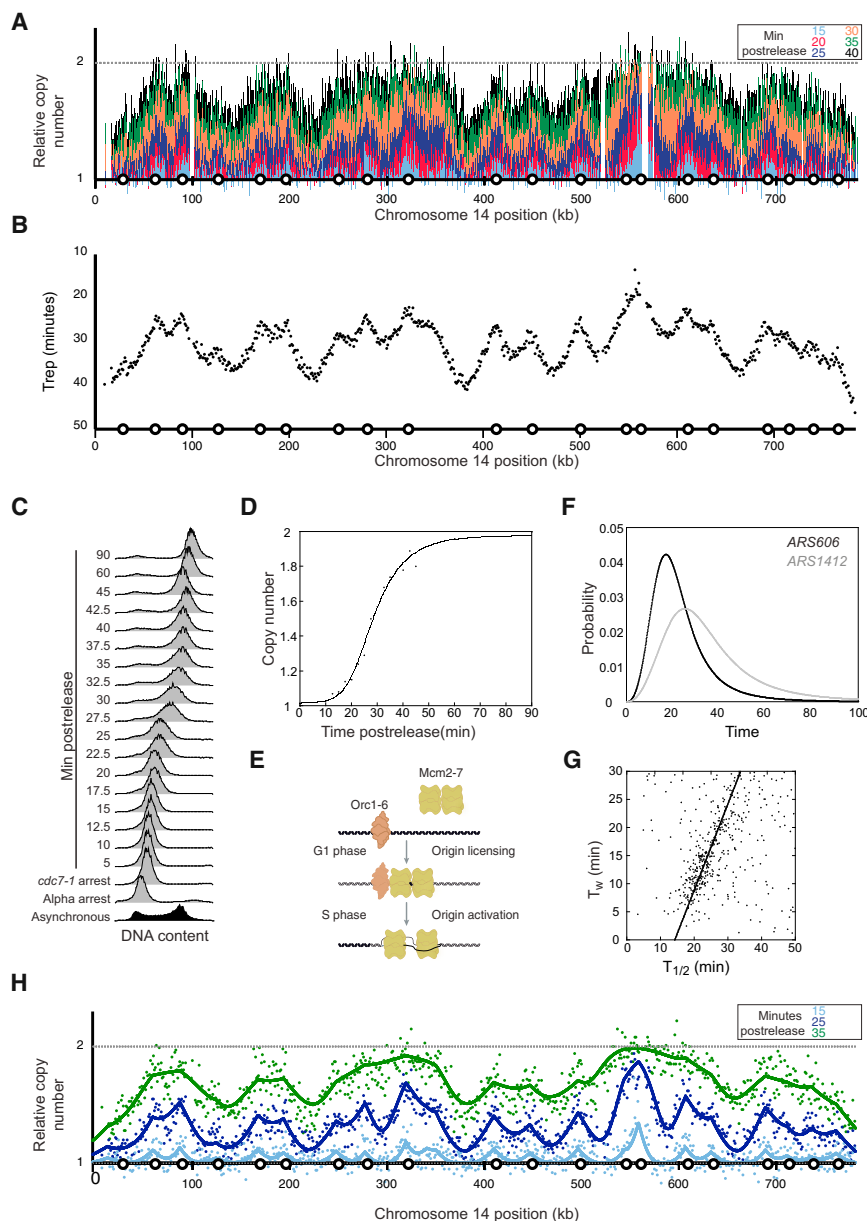 A
Min postrelease
15 30
20 35
25 40
Relative copy number
2
1
0 100 200 300 400 500 600 700
Chromosome 14 position (kb)
B
Trep (minutes)
10
20
30
40
50
0 100 200 300 400 500 600 700
Chromosome 14 position (kb)
C
Min postrelease
90
60
45
42.5
40
37.5
35
32.5
30
27.5
25
22.5
20
17.5
15
12.5
10
5
cdc7-1 arrest
Alpha arrest
Asynchronous
DNA content
D
Copy number
2
1.8
1.6
1.4
1.2
1
0 10 20 30 40 50 60 70 80 90
Time postrelease(min)
E
Mcm2-7
Orc1-6
G1 phase Origin licensing
S phase Origin activation
F
Probability
0.05
0.04
0.03
0.02
0.01
0
ARS606
ARS1412
0 20 40 60 80 100
Time
G
Tw (min)
30
25
20
15
10
5
0
0 10 20 30 40 50
T1/2 (min)
H
Minutes postrelease
15
25
35
Relative copy number
2
1
0 100 200 300 400 500 600 700
Chromosome 14 position (kb)